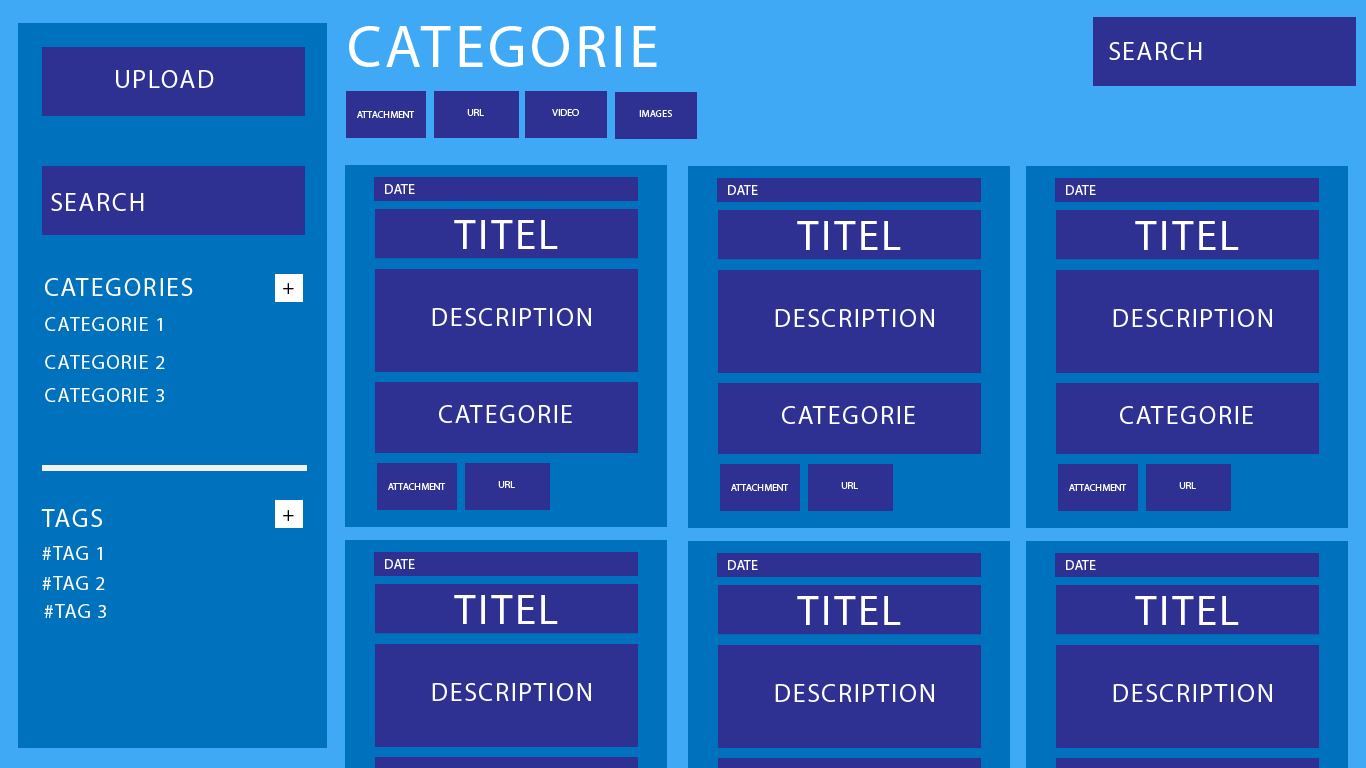 UPLOAD
SEARCH
CATEGORIES +
CATEGORIE 1
CATEGORIE 2
CATEGORIE 3
TAGS +
#TAG 1
#TAG 2
#TAG 3
CATEGORIE
SEARCH
ATTACHMENT URL VIDEO IMAGES
DATE
TITEL
DESCRIPTION
CATEGORIE
ATTACHMENT URL
DATE
TITEL
DESCRIPTION
CATEGORIE
ATTACHMENT URL
DATE
TITEL
DESCRIPTION
CATEGORIE
ATTACHMENT URL
DATE
TITEL
DESCRIPTION
DATE
TITEL
DESCRIPTION
DATE
TITEL
DESCRIPTION